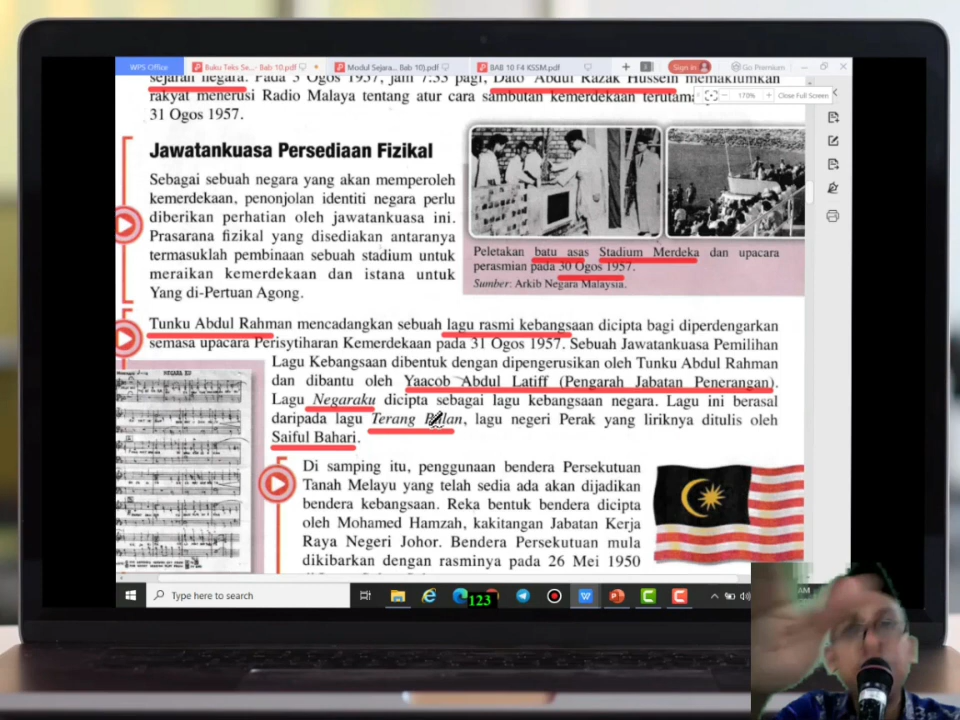 WPS Office
Buku Teks Se...- Bab 10.pdf
Modul Sejara... Bab 10).pdf
BAB 10 F4 KSSM.pdf
Sign in
Go Premium
sejarah negara. Pada 3 Ogos 1957, jam 7.35 pagi, Dato' Abdul Razak Hussein memaklumkan
170%
Close Full Screen
rakyat menerusi Radio Malaya tentang atur cara sambutan kemerdekaan
31 Ogos 1957.
Jawatankuasa Persediaan Fizikal
Sebagai sebuah negara yang akan memperoleh
kemerdekaan, penonjolan identiti negara perlu
diberikan perhatian oleh jawatankuasa ini.
Prasarana fizikal yang disediakan antaranya
termasuklah pembinaan sebuah stadium untuk
meraikan kemerdekaan dan istana untuk
Yang di-Pertuan Agong.
Peletakan batu asas Stadium Merdeka dan upacara
perasmian pada 30 Ogos 1957.
Sumber: Arkib Negara Malaysia.
Tunku Abdul Rahman mencadangkan sebuah lagu rasmi kebangsaan dicipta bagi diperdengarkan
semasa upacara Perisytiharan Kemerdekaan pada 31 Ogos 1957. Sebuah Jawatankuasa Pemilihan
Lagu Kebangsaan dibentuk dengan dipengerusikan oleh Tunku Abdul Rahman
dan dibantu oleh Yaacob Abdul Latiff (Pengarah Jabatan Penerangan).
Lagu Negaraku dicipta sebagai lagu kebangsaan negara. Lagu ini berasal
daripada lagu Terang Bulan, lagu negeri Perak yang liriknya ditulis oleh
Saiful Bahari.
Di samping itu, penggunaan bendera Persekutuan
Tanah Melayu yang telah sedia ada akan dijadikan
bendera kebangsaan. Reka bentuk bendera dicipta
oleh Mohamed Hamzah, kakitangan Jabatan Kerja
Raya Negeri Johor. Bendera Persekutuan mula
dikibarkan dengan rasminya pada 26 Mei 1950
Type here to search
123
AM